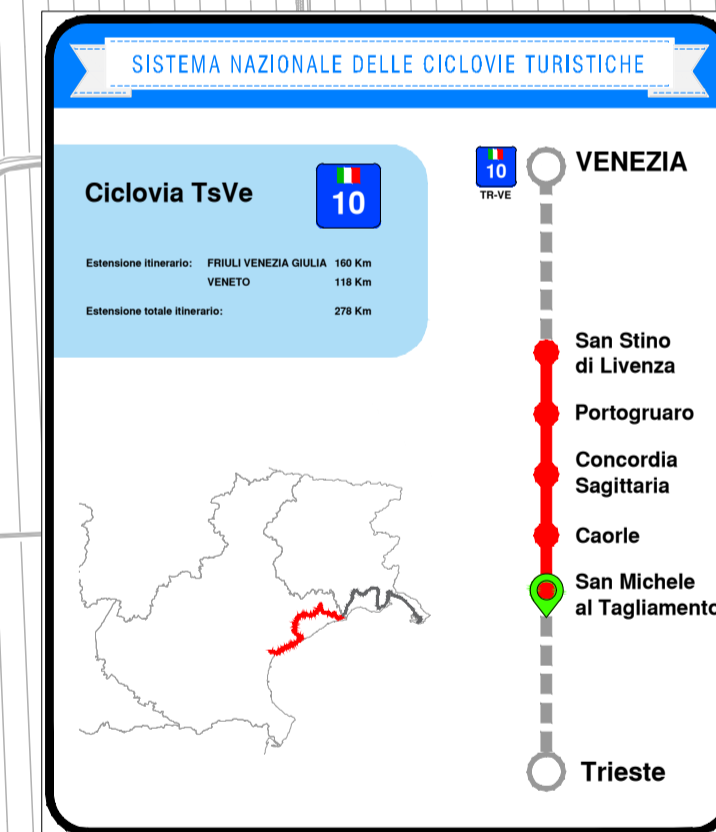 SISTEMA NAZIONALE DELLE CICLOVIE TURISTICHE
Ciclovia TsVe
10
Estensione itinerario: FRIULI VENEZIA GIULIA 160 Km
VENETO 118 Km
Estensione totale itinerario: 278 Km
10
TR-VE
VENEZIA
San Stino
di Livenza
Portogruaro
Concordia
Sagittaria
Caorle
San Michele
al Tagliamento
Trieste